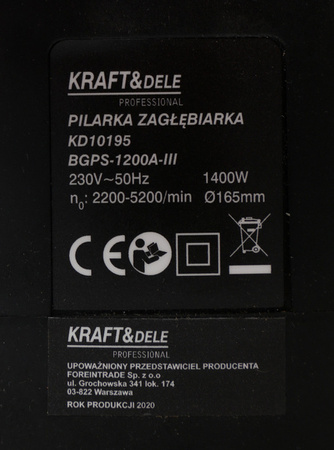 KRAFT&DELE
PROFESSIONAL
PILARKA ZAGŁĘBIARKA
KD10195
BGPS-1200A-III
230V~50Hz 1400W
n0: 2200-5200/min Ø165mm
CE
KRAFT&DELE
PROFESSIONAL
UPOWAŻNIONY PRZEDSTAWICIEL PRODUCENTA
FOREINTRADE Sp. z o.o
ul. Grochowska 341 lok. 174
03-822 Warszawa
ROK PRODUKCJI 2020